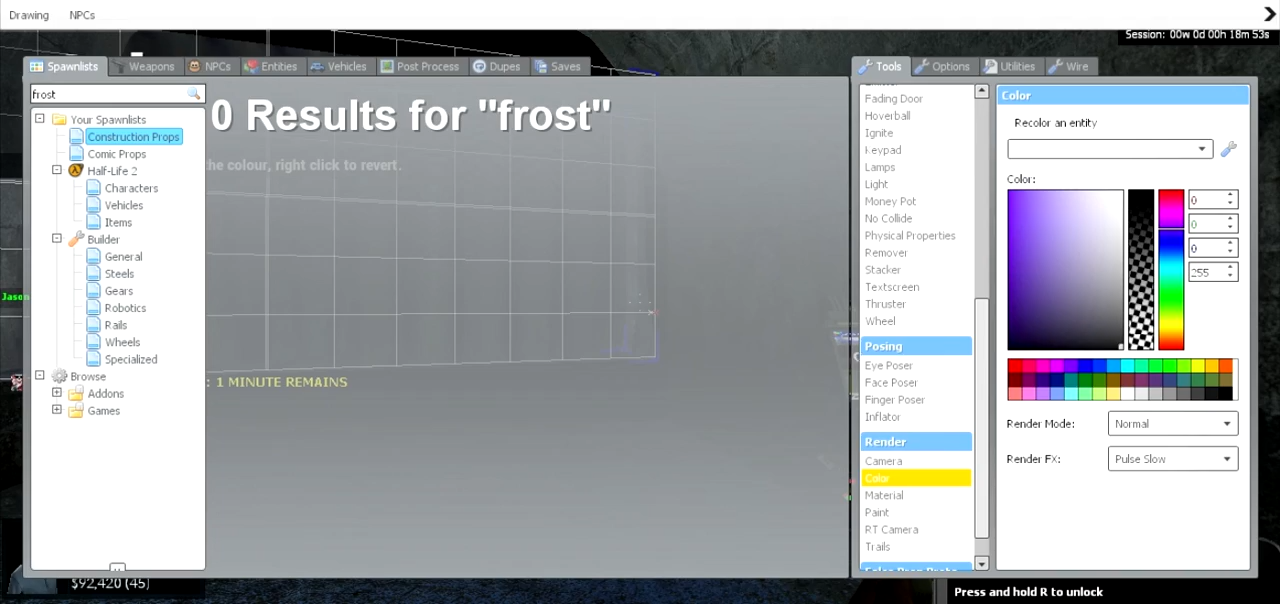 Drawing NPCs
Session: 00w 0d 00h 18m 53s
Spawnlists Weapons NPCs Entities Vehicles Post Process Dupes Saves
Tools Options Utilities Wire
frost
0 Results for "frost"
the colour, right click to revert.
: 1 MINUTE REMAINS
Your Spawnlists
Construction Props
Comic Props
Half-Life 2
Characters
Vehicles
Items
Builder
General
Steels
Gears
Robotics
Rails
Wheels
Specialized
Browse
Addons
Games
Jason
$92,420 (45)
Fading Door
Hoverball
Ignite
Keypad
Lamps
Light
Money Pot
No Collide
Physical Properties
Remover
Stacker
Textscreen
Thruster
Wheel
Posing
Eye Poser
Face Poser
Finger Poser
Inflator
Render
Camera
Color
Material
Paint
RT Camera
Trails
Color
Recolor an entity
Color:
0
0
0
255
Render Mode: Normal
Render FX: Pulse Slow
Press and hold R to unlock